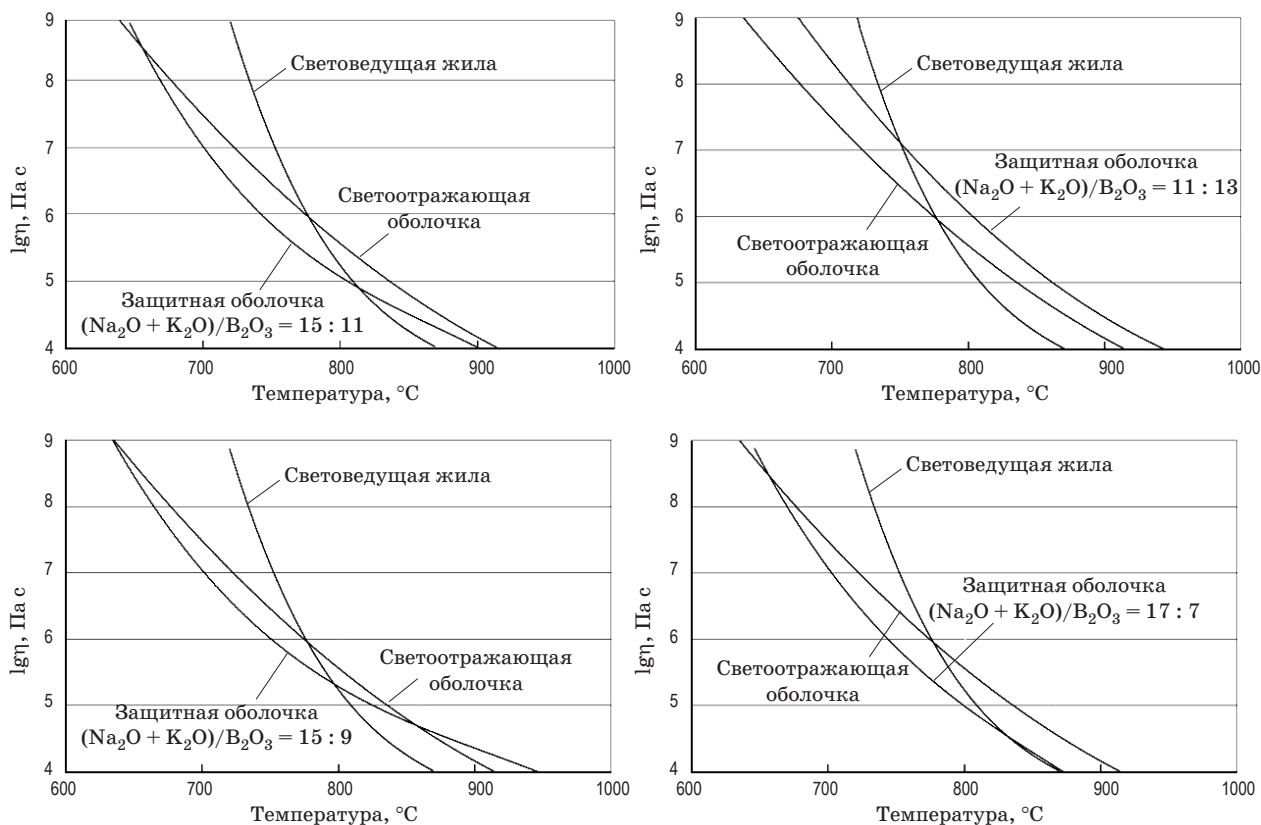 9
8
7
6
5
4
lgη, Па с
600
700
800
900
1000
Температура, °C
Световедущая жила
Светоотражающая
оболочка
Защитная оболочка
(Na₂O + K₂O)/B₂O₃ = 15 : 11
9
8
7
6
5
4
lgη, Па с
600
700
800
900
1000
Температура, °C
Световедущая жила
Защитная оболочка
(Na₂O + K₂O)/B₂O₃ = 11 : 13
Светоотражающая
оболочка
9
8
7
6
5
4
lgη, Па с
600
700
800
900
1000
Температура, °C
Световедущая жила
Светоотражающая
оболочка
Защитная оболочка
(Na₂O + K₂O)/B₂O₃ = 15 : 9
9
8
7
6
5
4
lgη, Па с
600
700
800
900
1000
Температура, °C
Световедущая жила
Защитная оболочка
(Na₂O + K₂O)/B₂O₃ = 17 : 7
Светоотражающая
оболочка